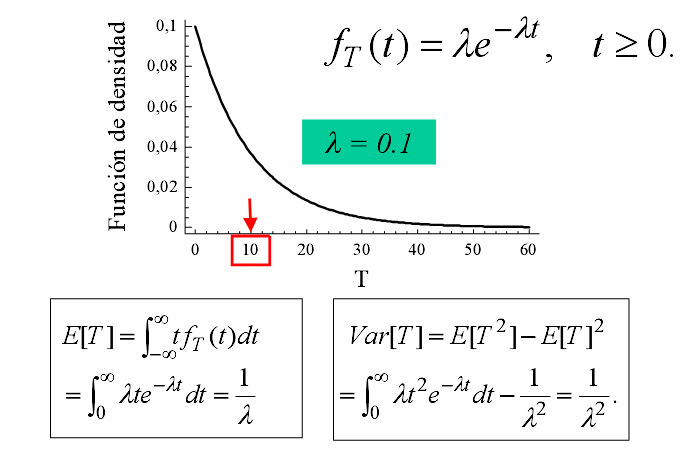 f_T(t) = λe^{−λt}, t ≥ 0.
Función de densidad
0,1
0,08
0,06
0,04
0,02
0
λ = 0.1
0 10 20 30 40 50 60
T
E[T] = ∫_{−∞}^{∞} t f_T(t)dt
= ∫_0^∞ λte^{−λt} dt = 1/λ
Var[T] = E[T²] − E[T]²
= ∫_0^∞ λt²e^{−λt} dt − 1/λ² = 1/λ².